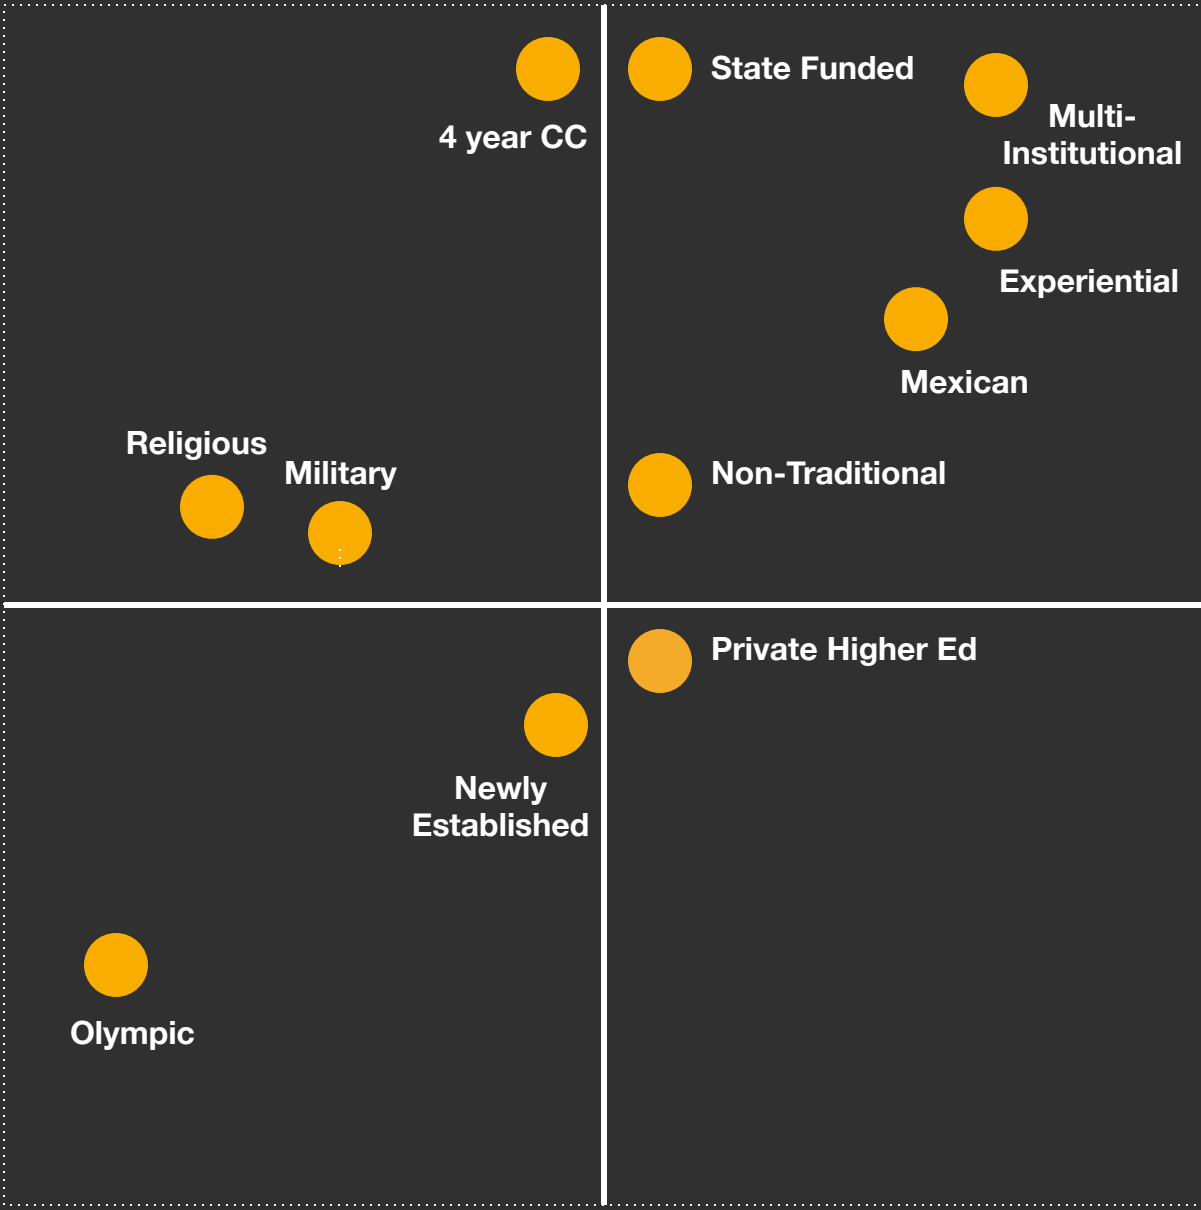 State Funded
Multi-
Institutional
4 year CC
Experiential
Mexican
Religious
Military
Non-Traditional
Private Higher Ed
Newly
Established
Olympic